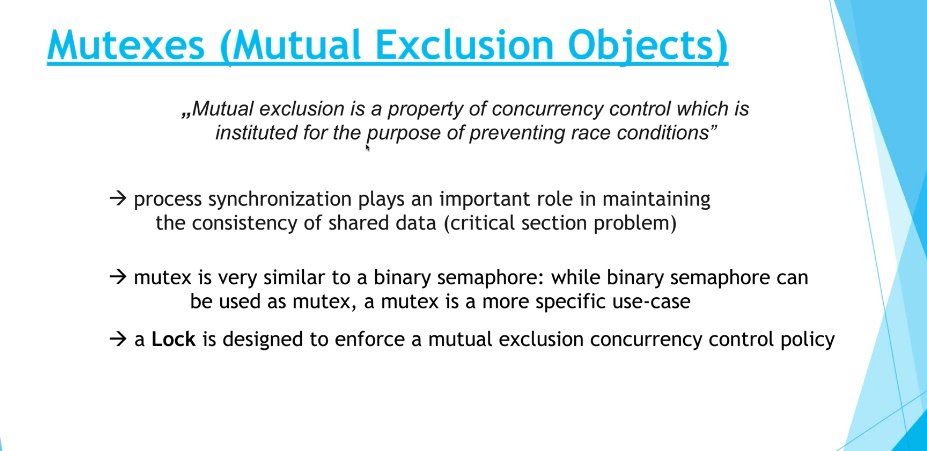 Mutexes (Mutual Exclusion Objects)
„Mutual exclusion is a property of concurrency control which is
instituted for the purpose of preventing race conditions”
→ process synchronization plays an important role in maintaining
the consistency of shared data (critical section problem)
→ mutex is very similar to a binary semaphore: while binary semaphore can
be used as mutex, a mutex is a more specific use-case
→ a Lock is designed to enforce a mutual exclusion concurrency control policy